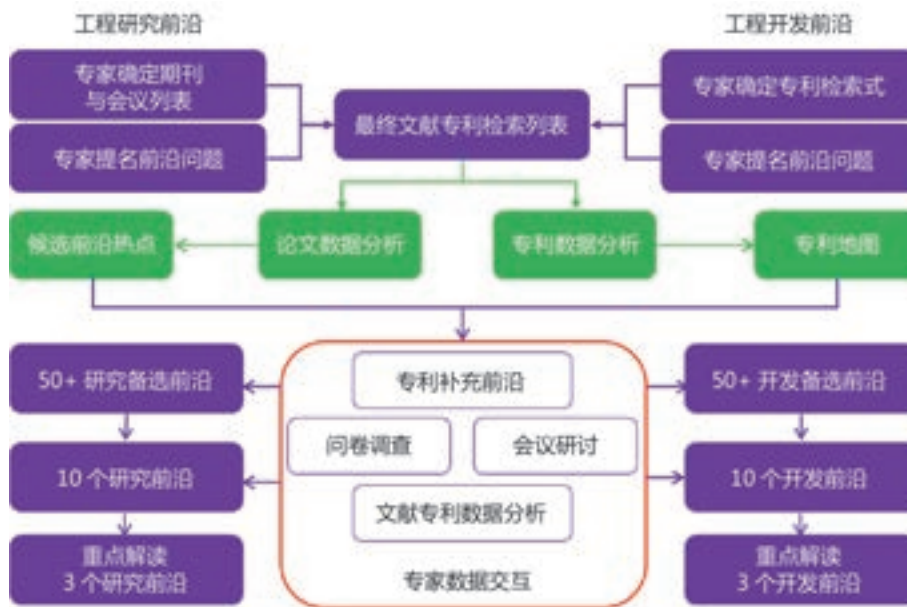 工程研究前沿
工程开发前沿
专家确定期刊
与会议列表
专家确定专利检索式
最终文献专利检索列表
专家提名前沿问题
专家提名前沿问题
候选前沿热点
论文数据分析
专利数据分析
专利地图
50+ 研究备选前沿
专利补充前沿
50+ 开发备选前沿
问卷调查
会议研讨
10 个研究前沿
10 个开发前沿
文献专利数据分析
重点解读
3 个研究前沿
专家数据交互
重点解读
3 个开发前沿